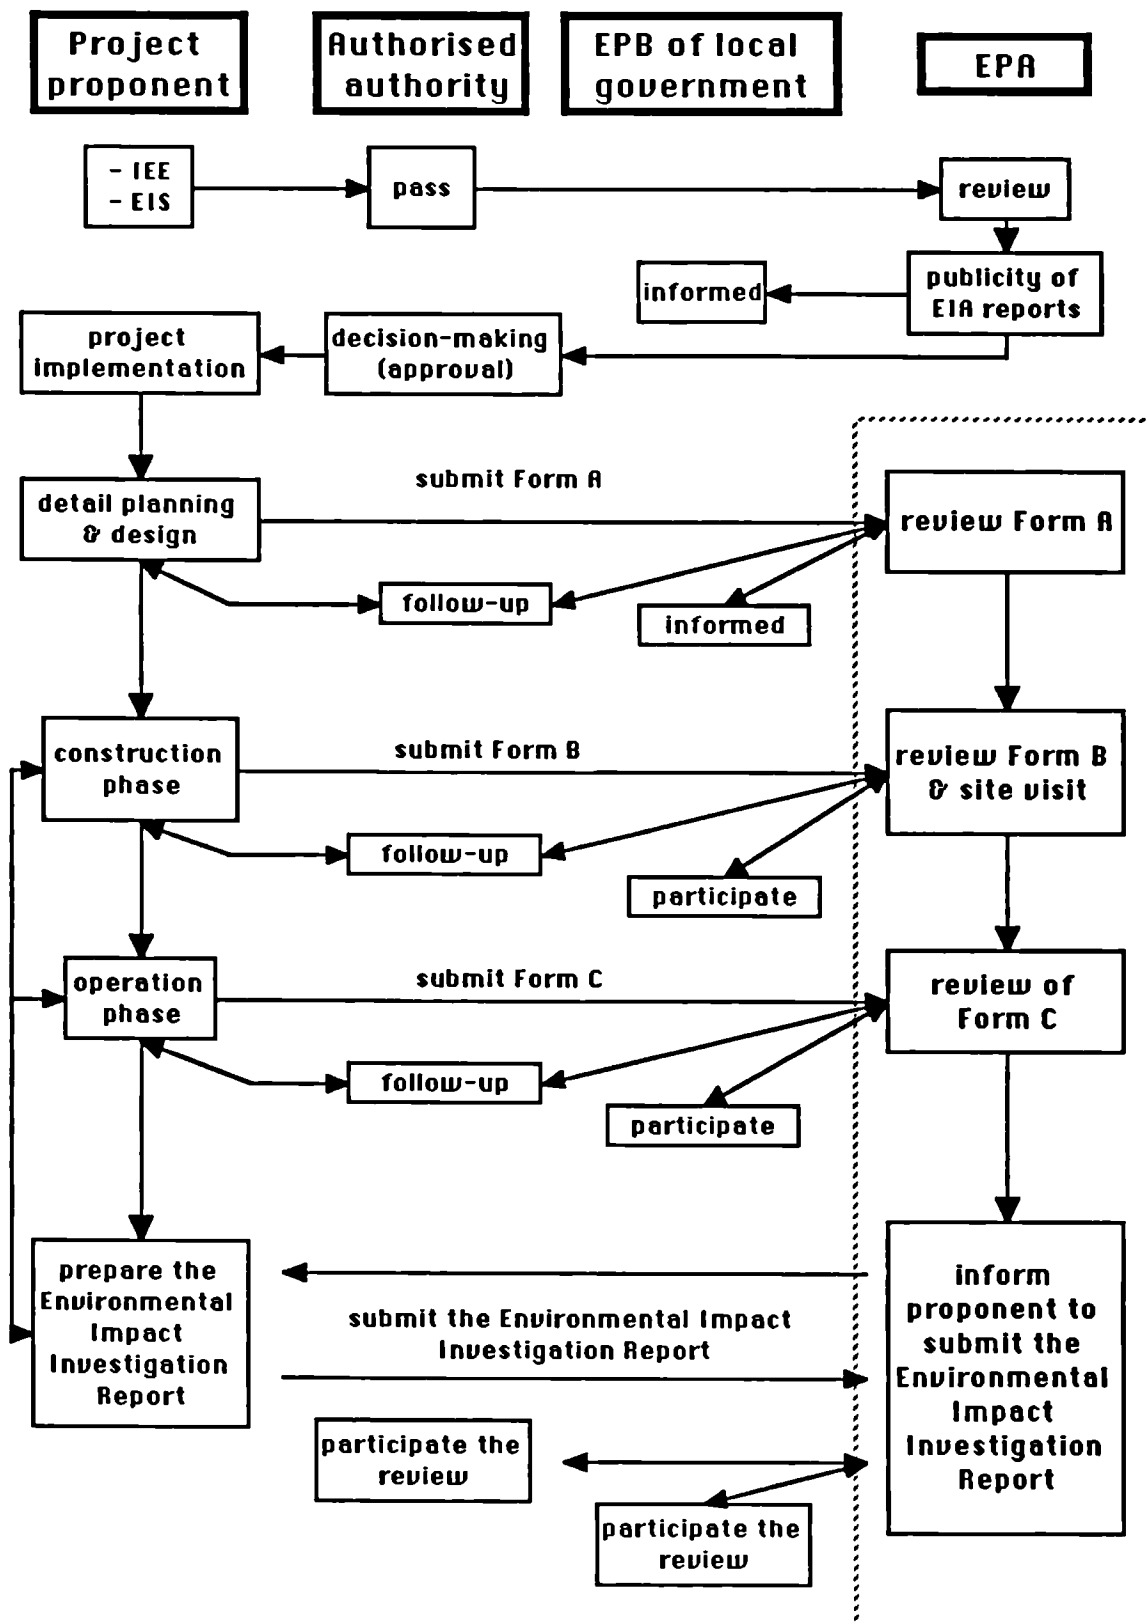 Project
proponent
Authorised
authority
EPB of local
government
EPA
- IEE
- EIS
pass
review
publicity of
EIA reports
informed
project
implementation
decision-making
(approval)
submit Form A
detail planning
& design
review Form A
follow-up
informed
construction
phase
submit Form B
review Form B
& site visit
follow-up
participate
operation
phase
submit Form C
review of
Form C
follow-up
participate
prepare the
Environmental
Impact
Investigation
Report
submit the Environmental Impact
Investigation Report
inform
proponent to
submit the
Environmental
Impact
Investigation
Report
participate the
review
participate the
review